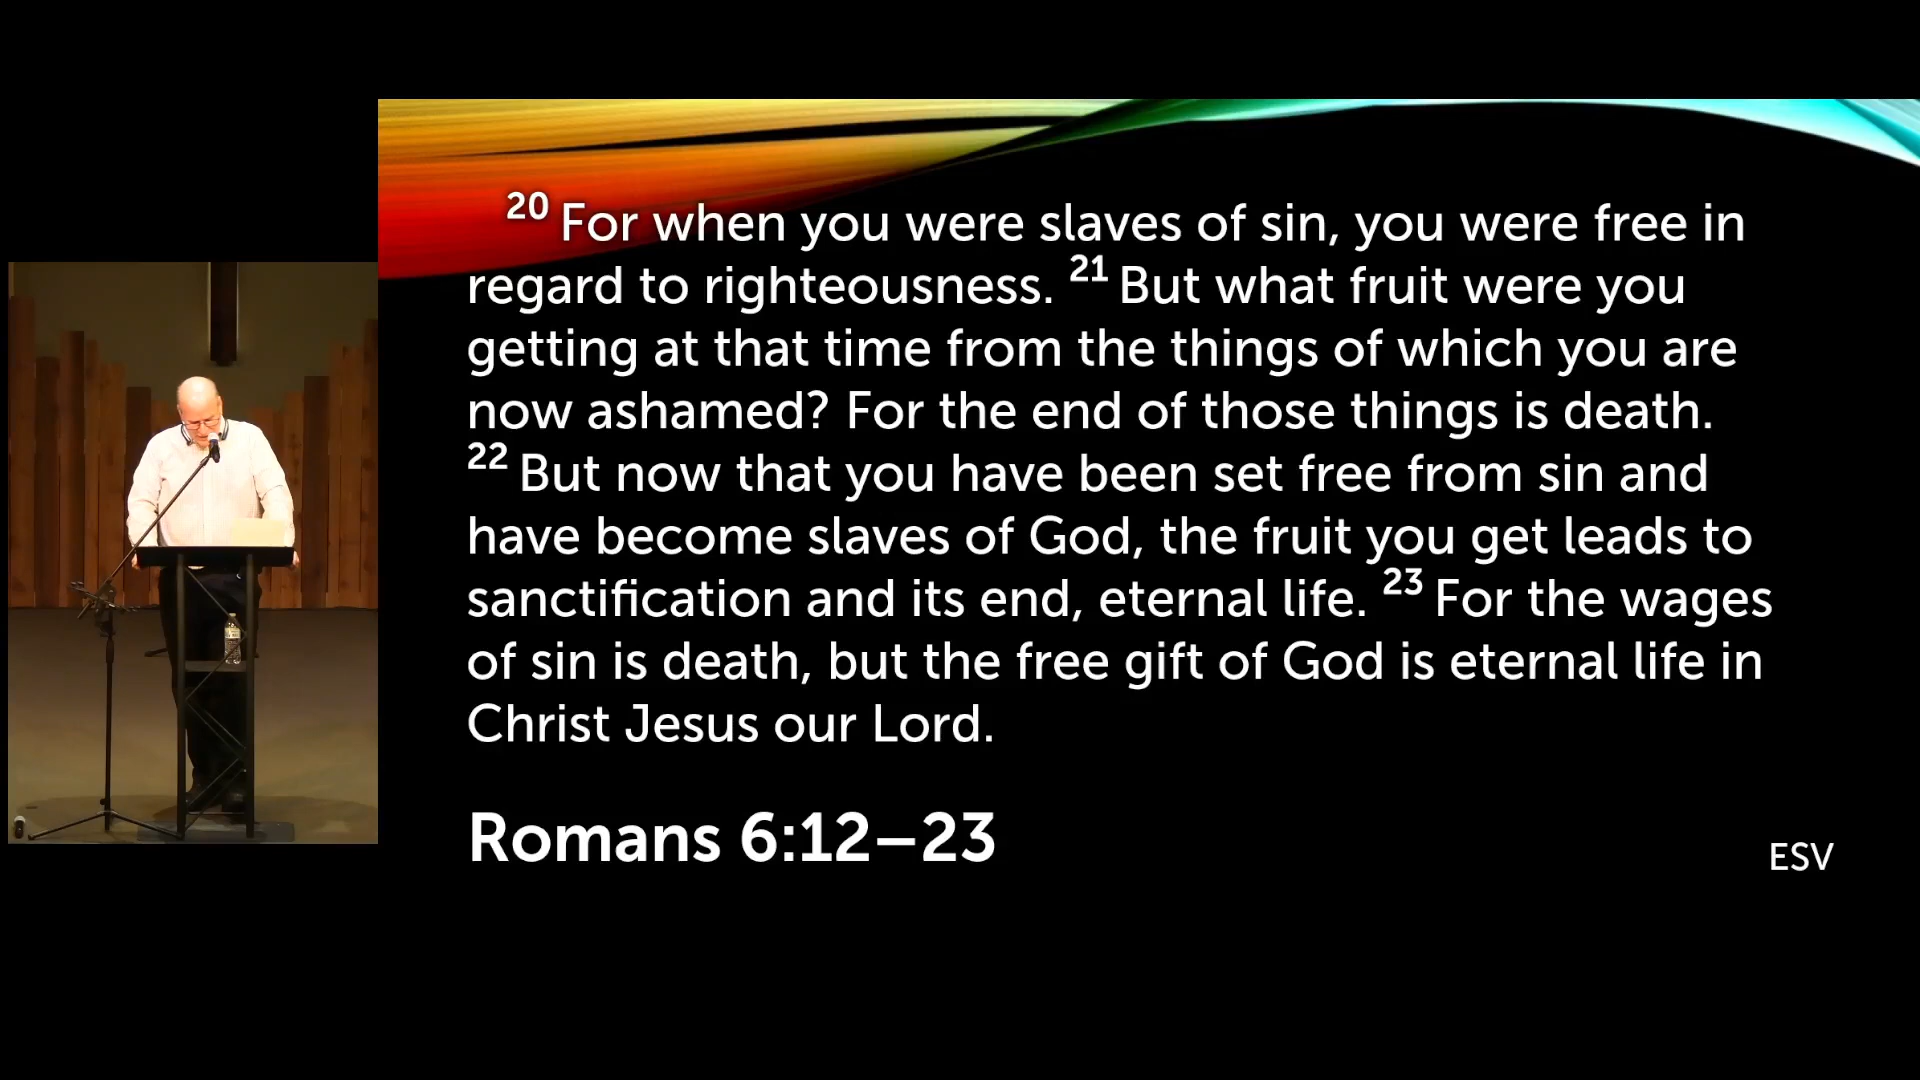 20 For when you were slaves of sin, you were free in
regard to righteousness. 21 But what fruit were you
getting at that time from the things of which you are
now ashamed? For the end of those things is death.
22 But now that you have been set free from sin and
have become slaves of God, the fruit you get leads to
sanctification and its end, eternal life. 23 For the wages
of sin is death, but the free gift of God is eternal life in
Christ Jesus our Lord.
Romans 6:12–23
ESV